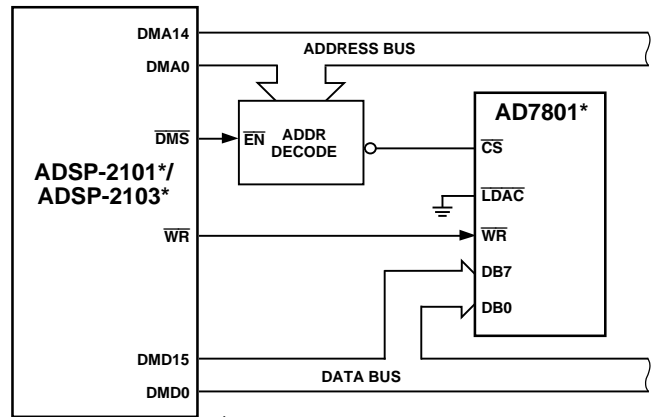 DMA14
ADDRESS BUS
DMA0
AD7801*
DMS
EN
ADDR
DECODE
CS
ADSP-2101*/
ADSP-2103*
LDAC
WR
WR
DB7
DB0
DMD15
DATA BUS
DMD0